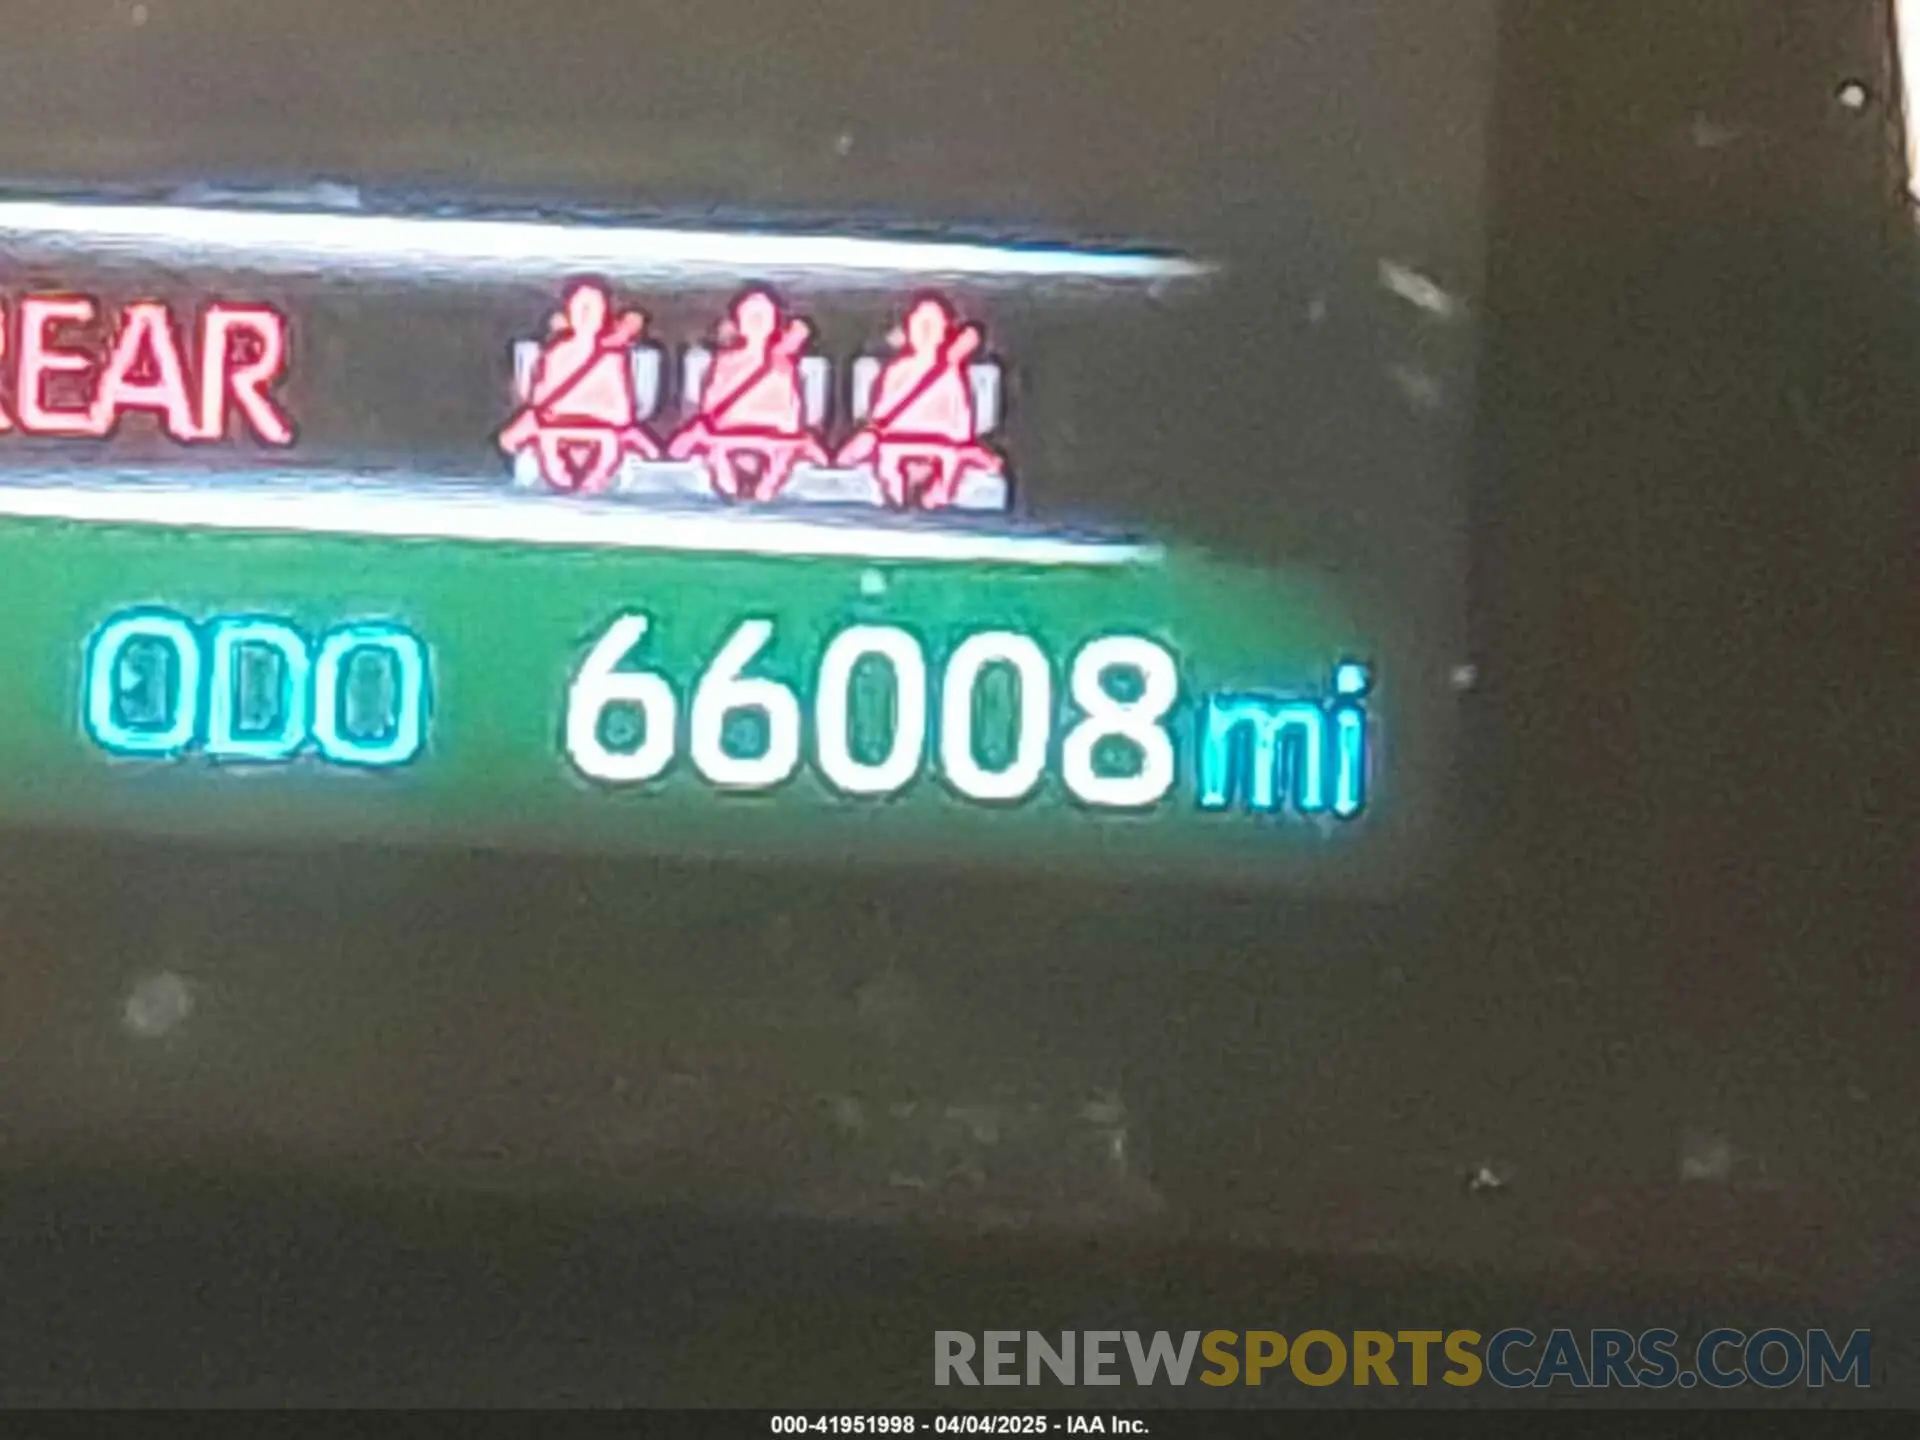 REAR
ODO 66008 mi
RENEWSPORTSCARS.COM
000-41951998 - 04/04/2025 - IAA Inc.